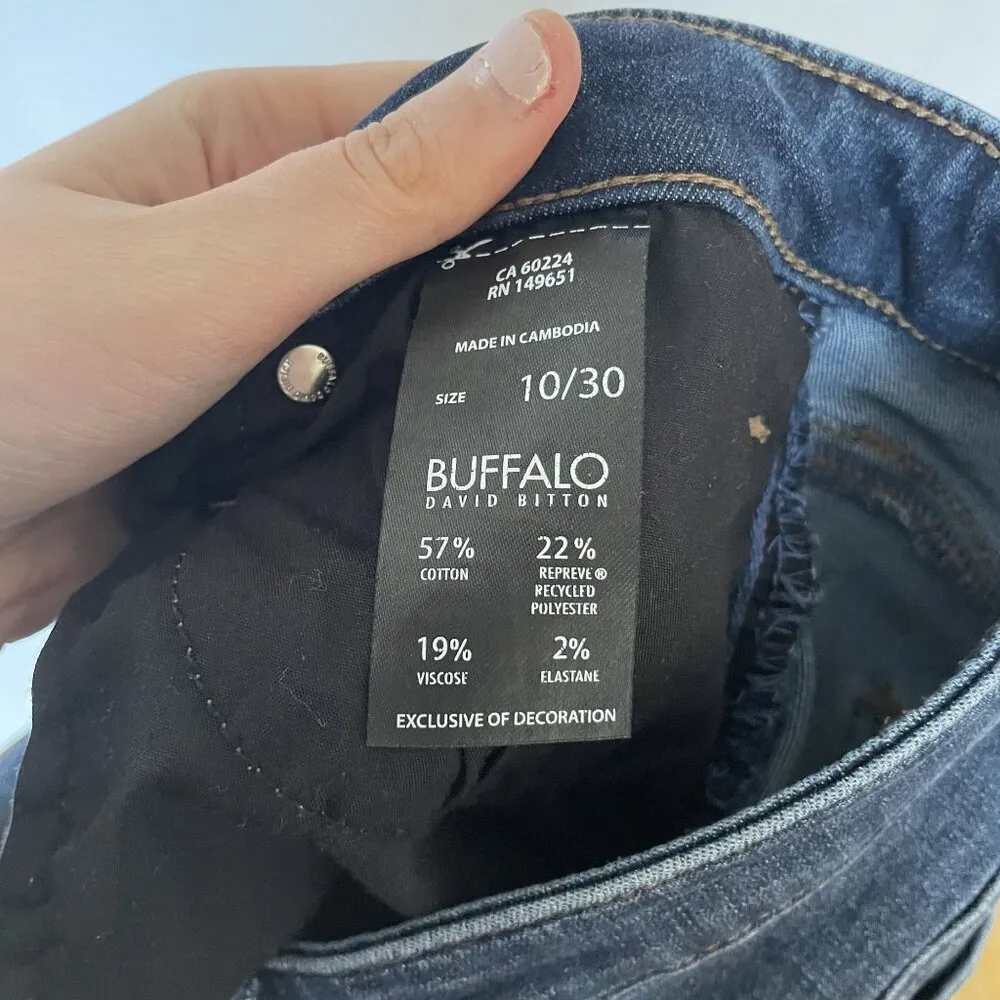 CA 60224
RN 149651
MADE IN CAMBODIA
SIZE 10/30
BUFFALO
DAVID BITTON
57% 22%
COTTON REPREVE®
RECYCLED
POLYESTER
19% 2%
VISCOSE ELASTANE
EXCLUSIVE OF DECORATION